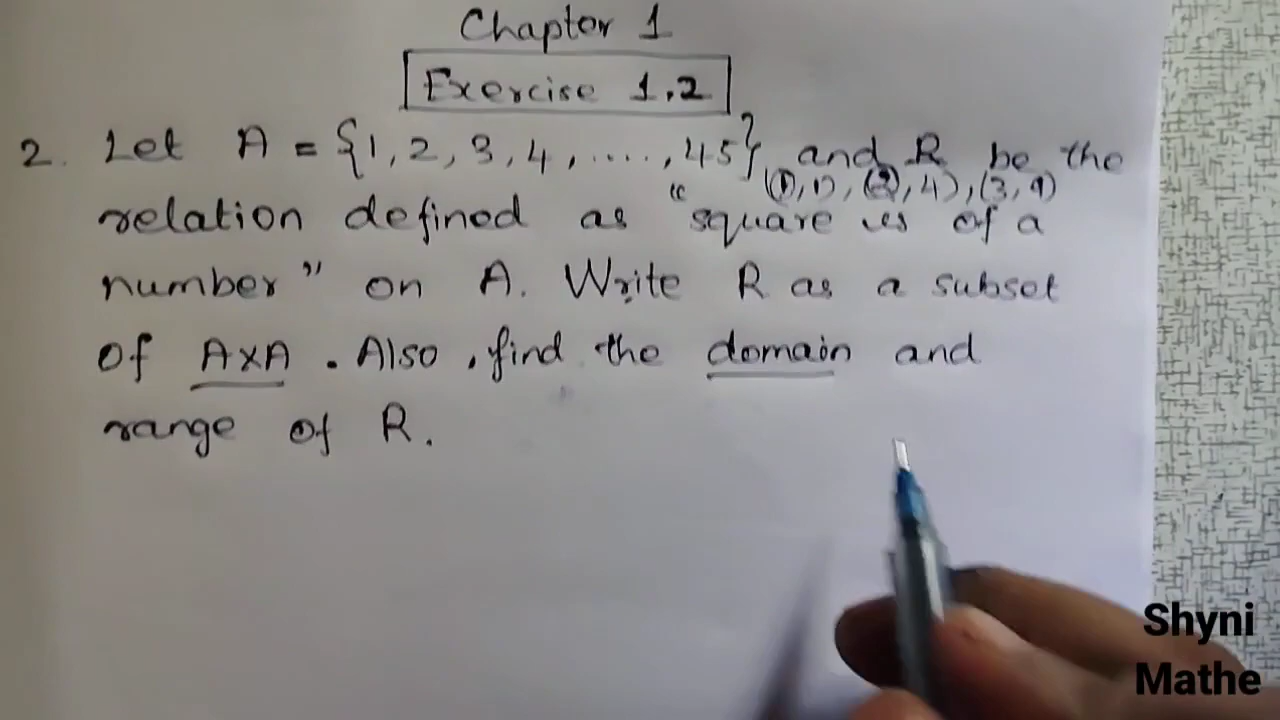 Chapter 1
Exercise 1.2
2. Let A = {1, 2, 3, 4, ...., 45} and R be the
(1, 1), (2, 4), (3, 9)
relation defined as "square is of a
number" on A. Write R as a subset
of A×A. Also, find the domain and
range of R.
Shyni
Mathe